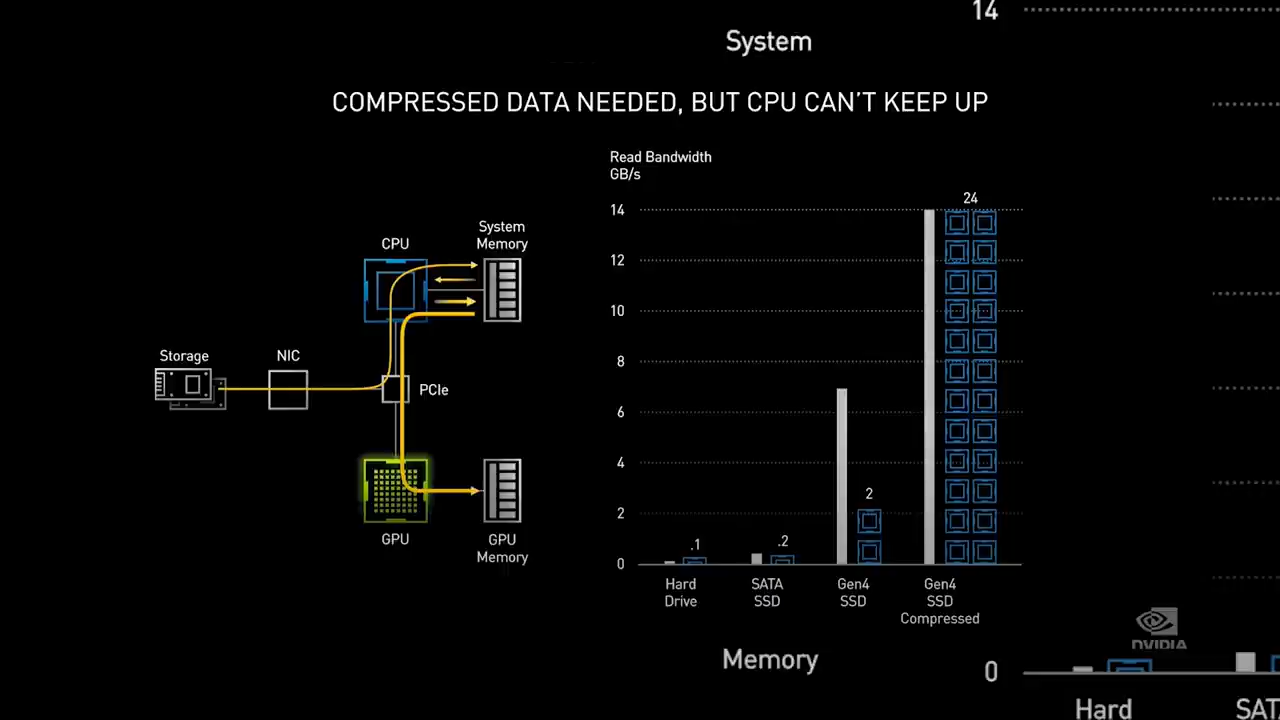 14
System
COMPRESSED DATA NEEDED, BUT CPU CAN'T KEEP UP
Read Bandwidth
GB/s
14
12
10
8
6
4
2
0
24
2
.2
.1
Hard
Drive
SATA
SSD
Gen4
SSD
Gen4
SSD
Compressed
CPU
System
Memory
Storage
NIC
PCIe
GPU
GPU
Memory
Memory
NVIDIA
0
Hard
SAT